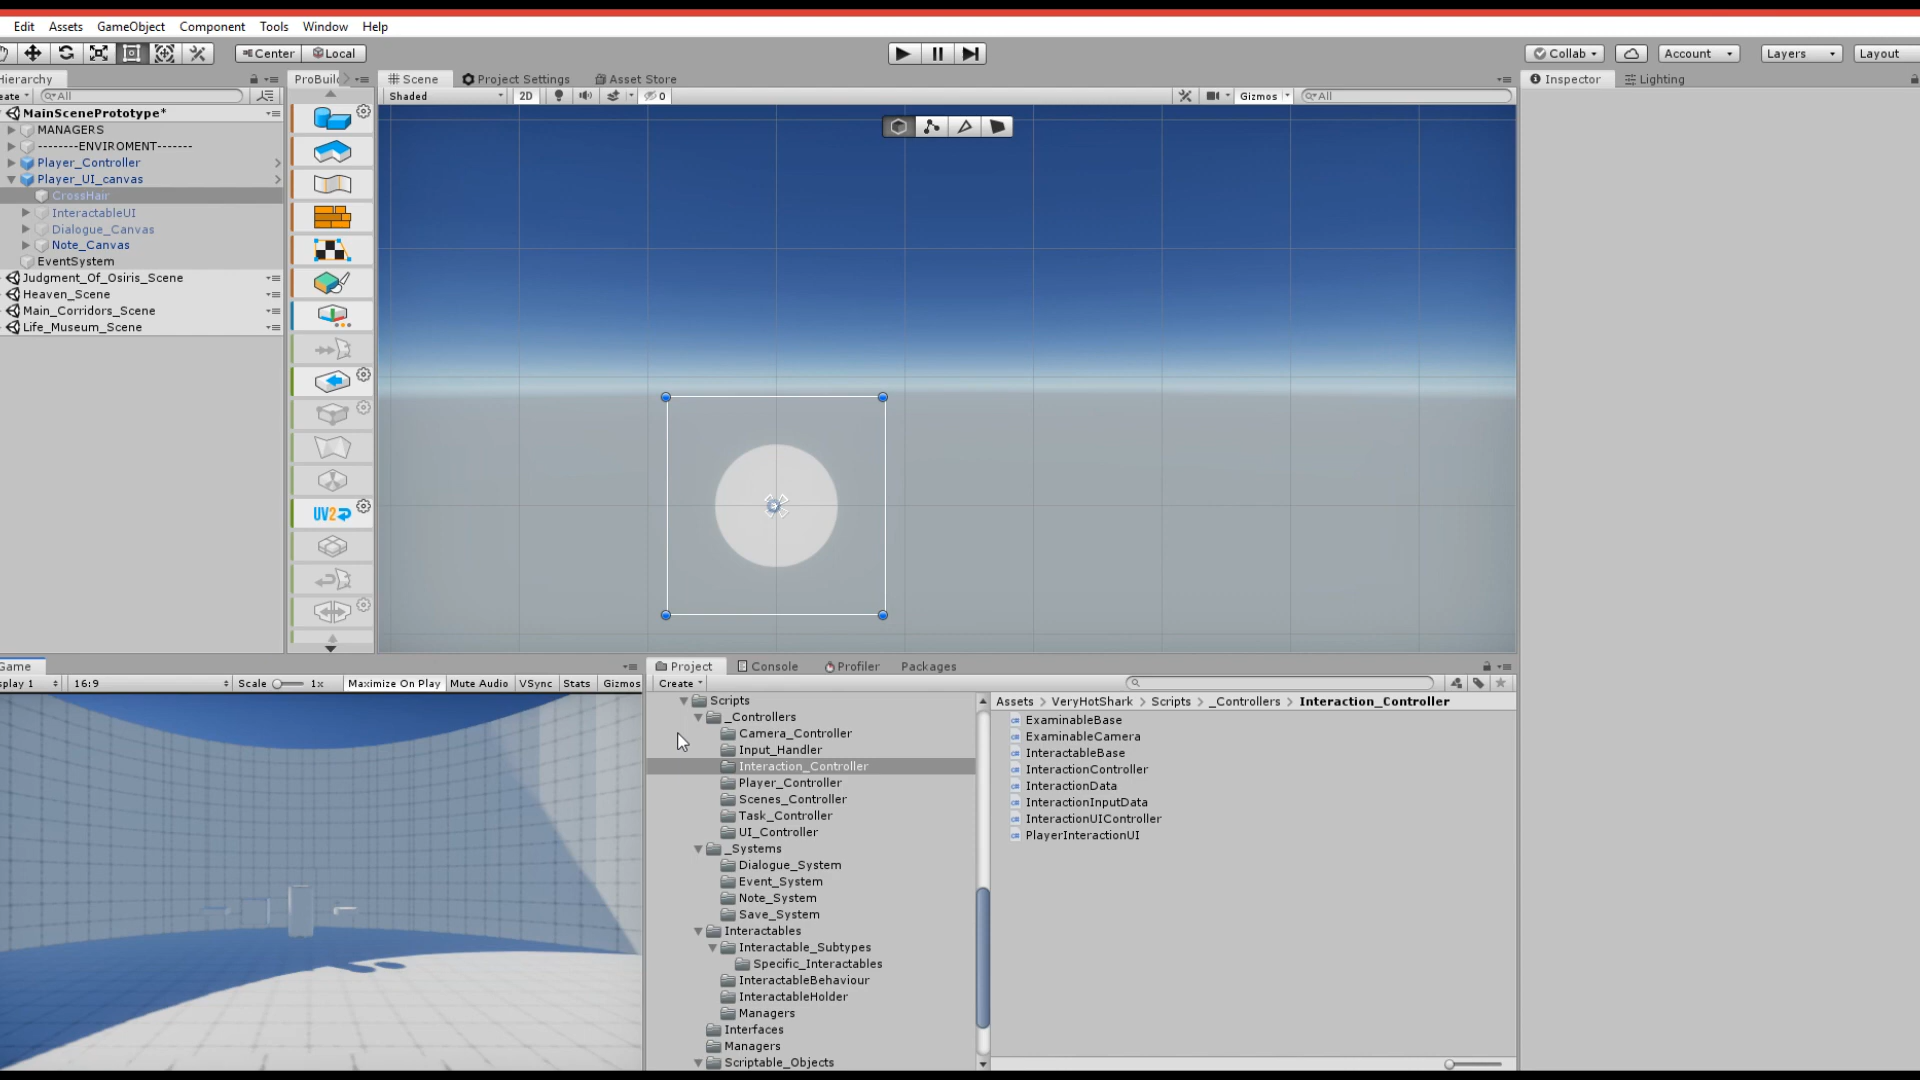 Edit Assets GameObject Component Tools Window Help
Center Local Collab Account Layers Layout
Hierarchy ProBuild Scene Project Settings Asset Store Inspector Lighting
eate All Shaded 2D 0 Gizmos All
MainScenePrototype*
MANAGERS
--------ENVIROMENT-------
Player_Controller
Player_UI_canvas
CrossHair
InteractableUI
Dialogue_Canvas
Note_Canvas
EventSystem
Judgment_Of_Osiris_Scene
Heaven_Scene
Main_Corridors_Scene
Life_Museum_Scene
UV2
Game Project Console Profiler Packages
splay 1 16:9 Scale 1x Maximize On Play Mute Audio VSync Stats Gizmos Create
Scripts
_Controllers
Camera_Controller
Input_Handler
Interaction_Controller
Player_Controller
Scenes_Controller
Task_Controller
UI_Controller
_Systems
Dialogue_System
Event_System
Note_System
Save_System
Interactables
Interactable_Subtypes
Specific_Interactables
InteractableBehaviour
InteractableHolder
Managers
Interfaces
Managers
Scriptable_Objects
Assets > VeryHotShark > Scripts > _Controllers > Interaction_Controller
ExaminableBase
ExaminableCamera
InteractableBase
InteractionController
InteractionData
InteractionInputData
InteractionUIController
PlayerInteractionUI